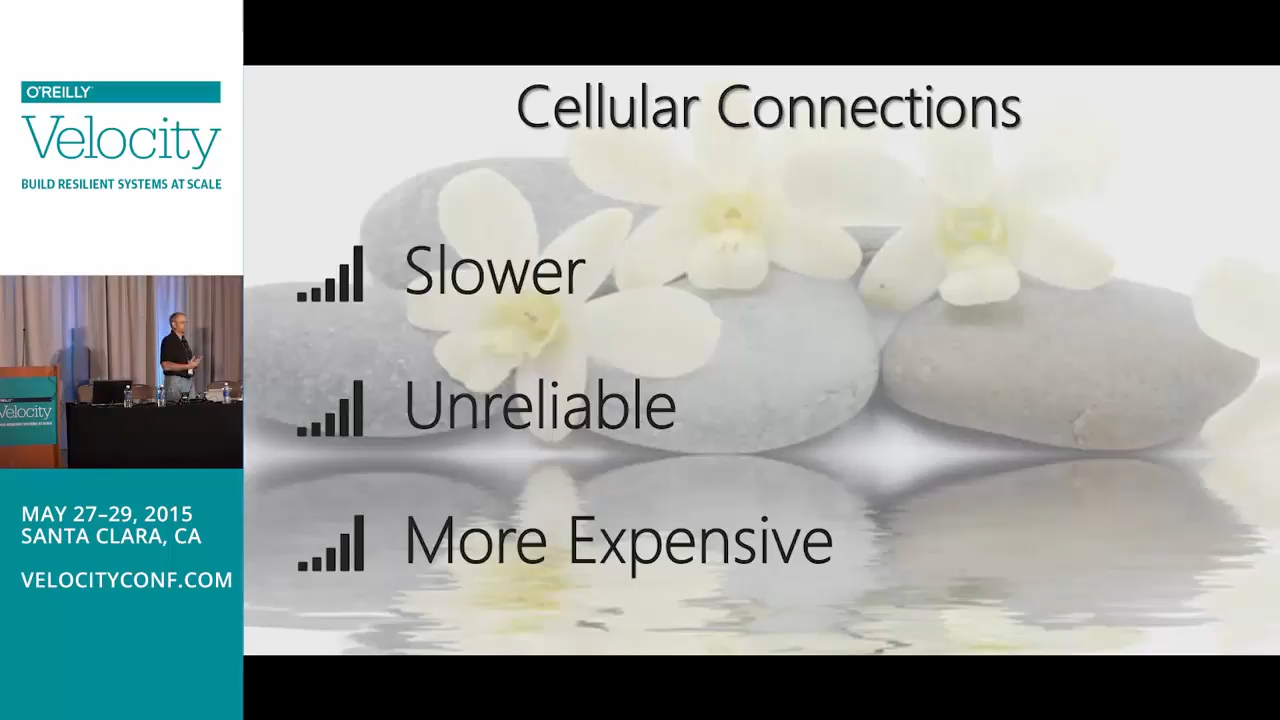 O'REILLY
Velocity
BUILD RESILIENT SYSTEMS AT SCALE
Velocity
MAY 27–29, 2015
SANTA CLARA, CA
VELOCITYCONF.COM
Cellular Connections
Slower
Unreliable
More Expensive